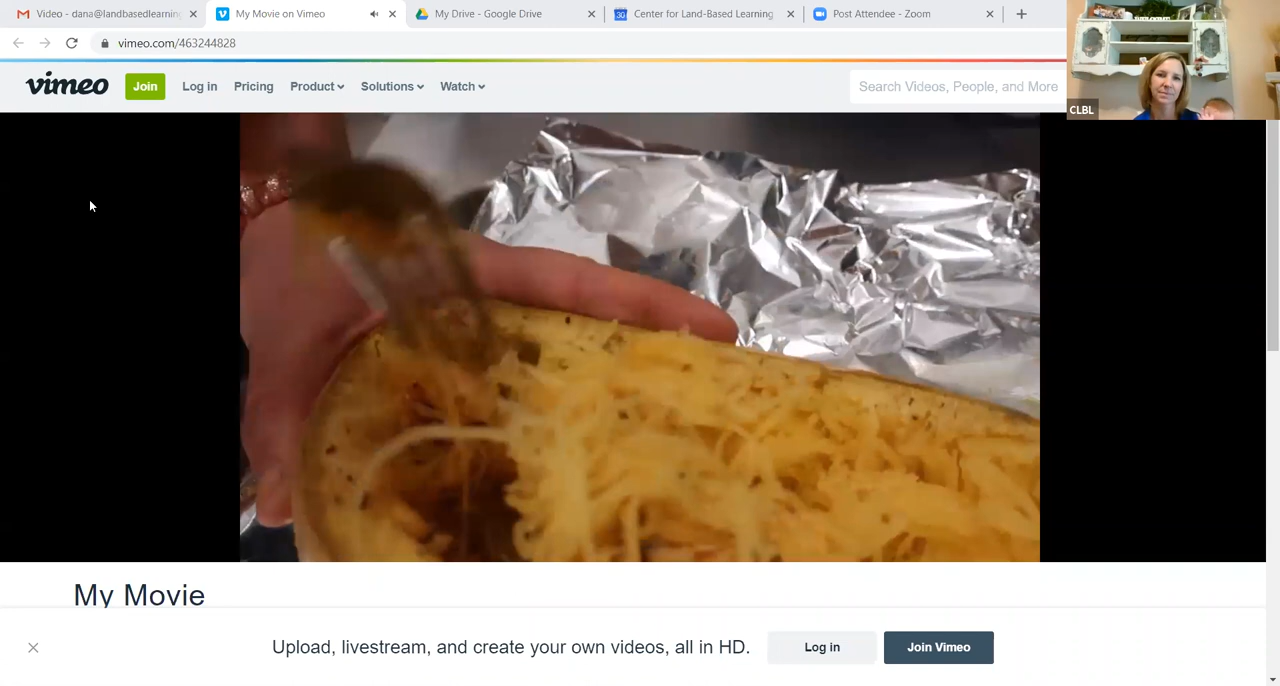 Video - dana@landbasedlearning
My Movie on Vimeo
My Drive - Google Drive
30
Center for Land-Based Learning
Post Attendee - Zoom
vimeo.com/463244828
vimeo
Join
Log in
Pricing
Product
Solutions
Watch
Search Videos, People, and More
CLBL
My Movie
Upload, livestream, and create your own videos, all in HD.
Log in
Join Vimeo